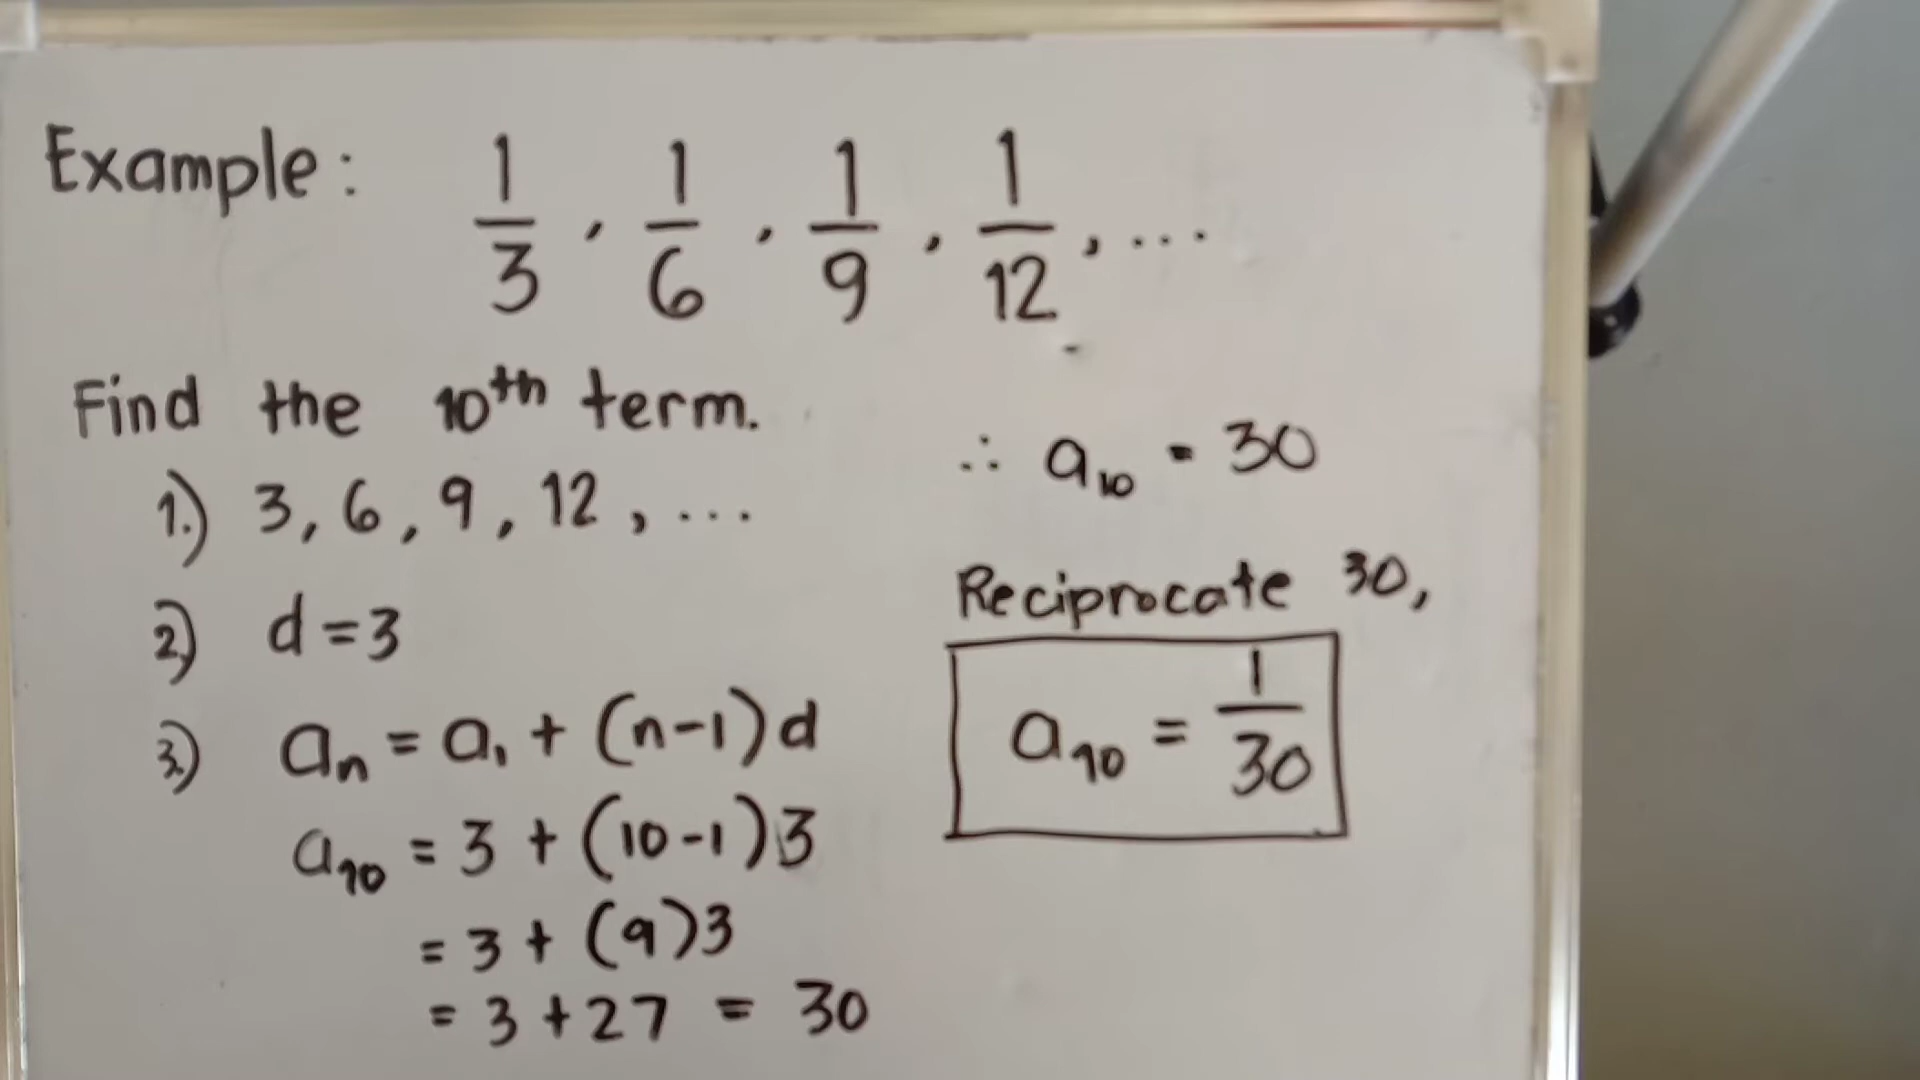 Example: 1/3, 1/6, 1/9, 1/12, ...
Find the 10th term.
1.) 3, 6, 9, 12, ...
2.) d = 3
3.) an = a1 + (n-1)d
a10 = 3 + (10-1)3
= 3 + (9)3
= 3 + 27 = 30
∴ a10 = 30
Reciprocate 30,
a10 = 1/30